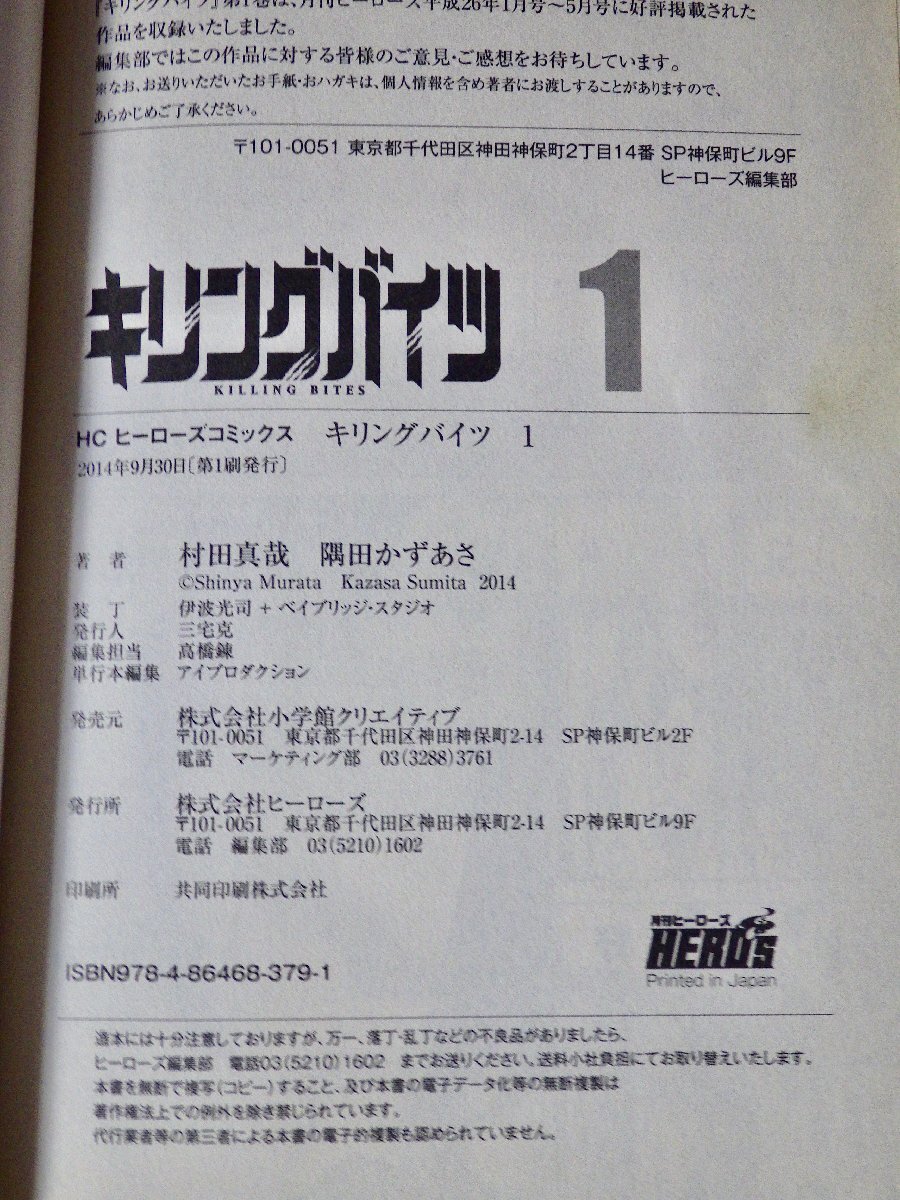 『キリングバイツ』第1巻は、月刊ヒーローズ平成26年1月号〜5月号に好評掲載された
作品を収録いたしました。
編集部ではこの作品に対する皆様のご意見・ご感想をお待ちしています。
※なお、お送りいただいたお手紙・おハガキは、個人情報を含め著者にお渡しすることがありますので、
あらかじめご了承ください。
〒101-0051 東京都千代田区神田神保町2丁目14番 SP神保町ビル9F
ヒーローズ編集部
キリングバイツ 1
KILLING BITES
HC ヒーローズコミックス キリングバイツ 1
2014年9月30日〔第1刷発行〕
著者 村田真哉 隅田かずあさ
©Shinya Murata Kazasa Sumita 2014
装丁 伊波光司+ベイブリッジ・スタジオ
発行人 三宅克
編集担当 高橋錬
単行本編集 アイプロダクション
発売元 株式会社小学館クリエイティブ
〒101-0051 東京都千代田区神田神保町2-14 SP神保町ビル2F
電話 マーケティング部 03(3288)3761
発行所 株式会社ヒーローズ
〒101-0051 東京都千代田区神田神保町2-14 SP神保町ビル9F
電話 編集部 03(5210)1602
印刷所 共同印刷株式会社
月刊ヒーローズ
HERO'S
Printed in Japan
ISBN978-4-86468-379-1
造本には十分注意しておりますが、万一、落丁・乱丁などの不良品がありましたら、
ヒーローズ編集部 電話03(5210)1602 までお送りください。送料小社負担にてお取り替えいたします。
本書を無断で複写(コピー)すること、及び本書の電子データ化等の無断複製は
著作権法上での例外を除き禁じられています。
代行業者等の第三者による本書の電子的複製も認められていません。